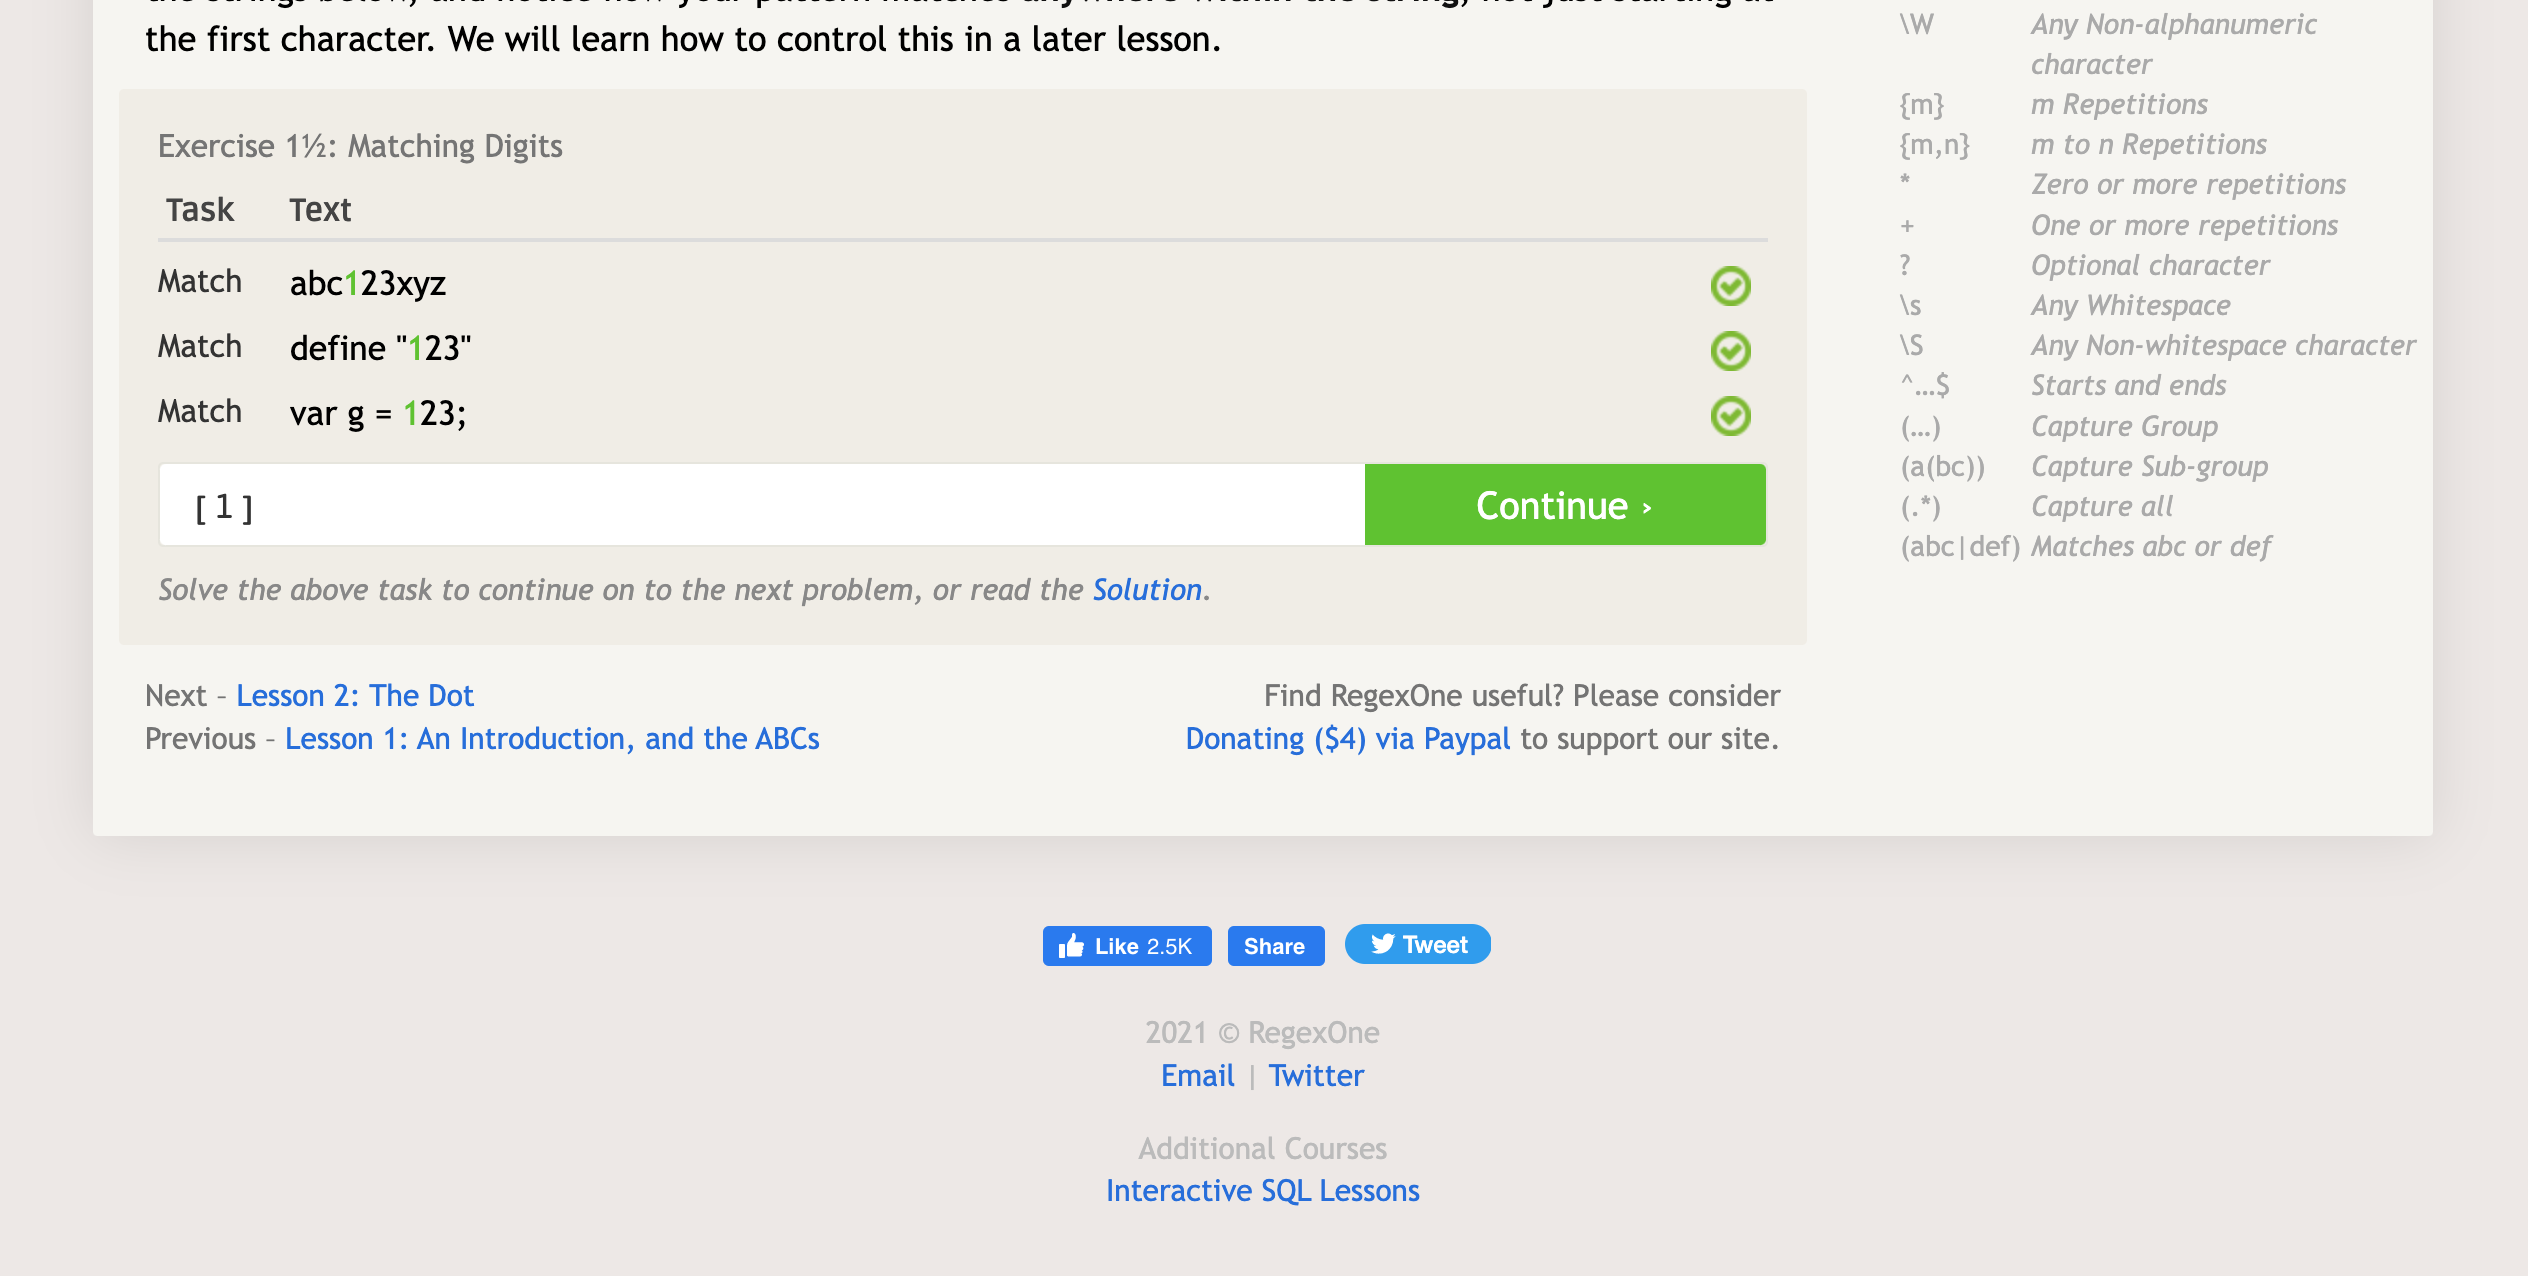 the first character. We will learn how to control this in a later lesson.
Exercise 1½: Matching Digits
Task Text
Match abc123xyz
Match define "123"
Match var g = 123;
[1] Continue ›
Solve the above task to continue on to the next problem, or read the Solution.
Next – Lesson 2: The Dot
Previous – Lesson 1: An Introduction, and the ABCs
Find RegexOne useful? Please consider
Donating ($4) via Paypal to support our site.
\W Any Non-alphanumeric
character
{m} m Repetitions
{m,n} m to n Repetitions
* Zero or more repetitions
+ One or more repetitions
? Optional character
\s Any Whitespace
\S Any Non-whitespace character
^…$ Starts and ends
(…) Capture Group
(a(bc)) Capture Sub-group
(.*) Capture all
(abc|def) Matches abc or def
Like 2.5K Share Tweet
2021 © RegexOne
Email | Twitter
Additional Courses
Interactive SQL Lessons